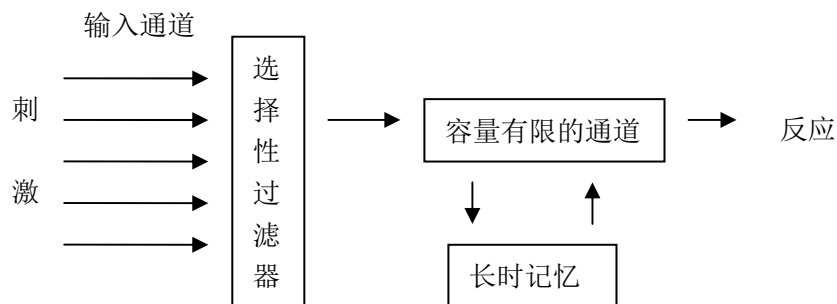 输入通道
刺激
选择性过滤器
容量有限的通道
反应
长时记忆